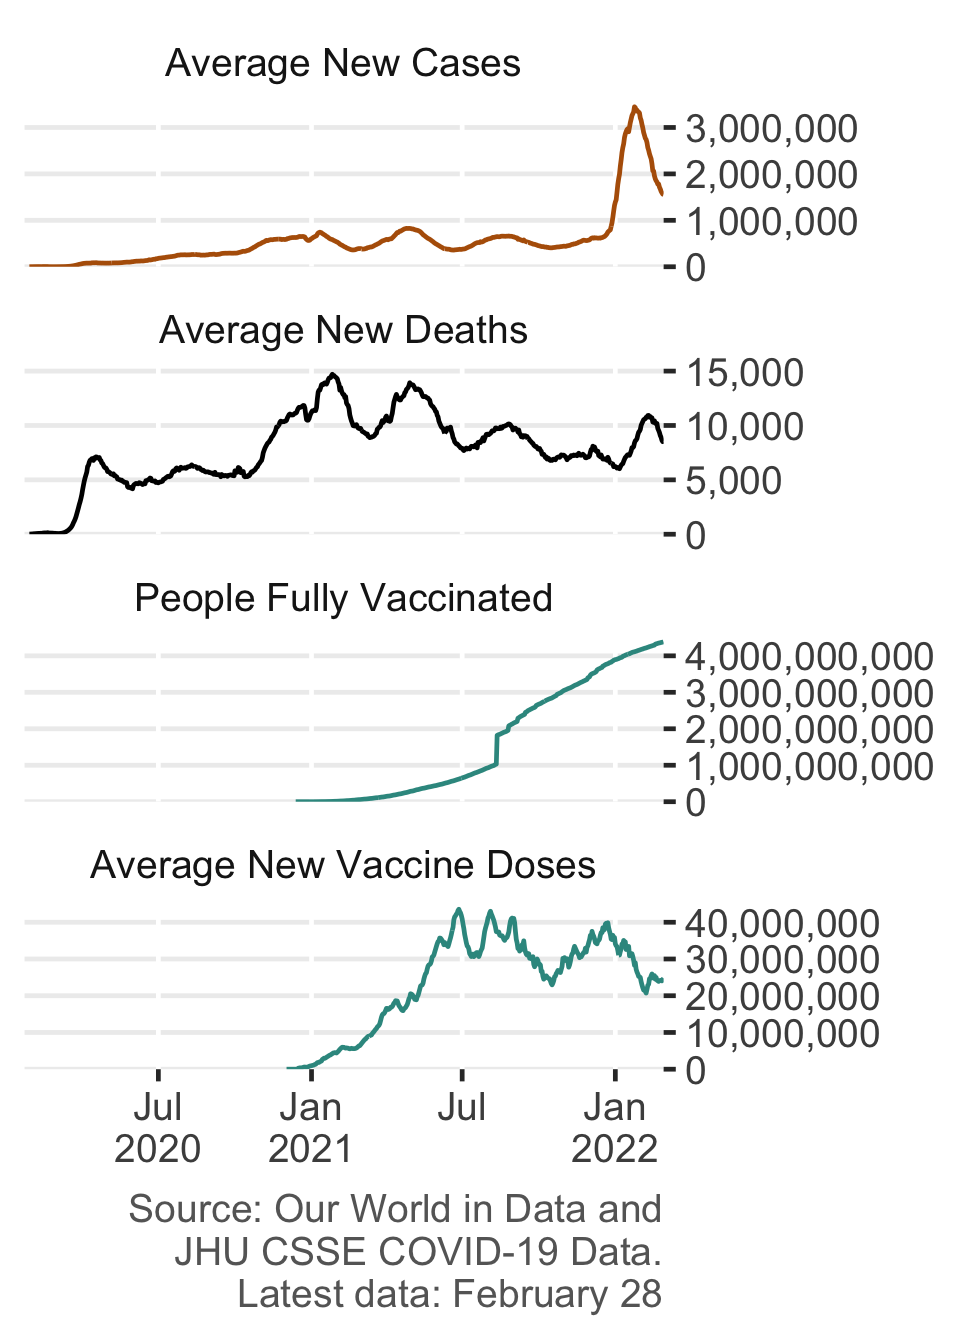 Average New Cases
3,000,000
2,000,000
1,000,000
0
Average New Deaths
15,000
10,000
5,000
0
People Fully Vaccinated
4,000,000,000
3,000,000,000
2,000,000,000
1,000,000,000
0
Average New Vaccine Doses
40,000,000
30,000,000
20,000,000
10,000,000
0
Jul Jan Jul Jan
2020 2021 2022
Source: Our World in Data and
JHU CSSE COVID-19 Data.
Latest data: February 28